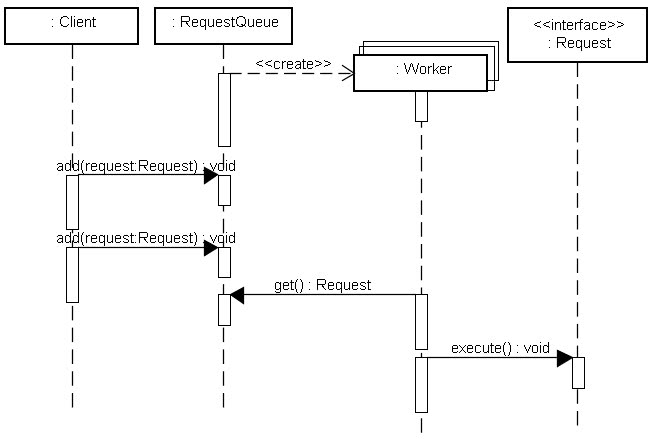 : Client
: RequestQueue
<<interface>>
: Request
<<create>>
: Worker
add(request:Request) : void
add(request:Request) : void
get() : Request
execute() : void